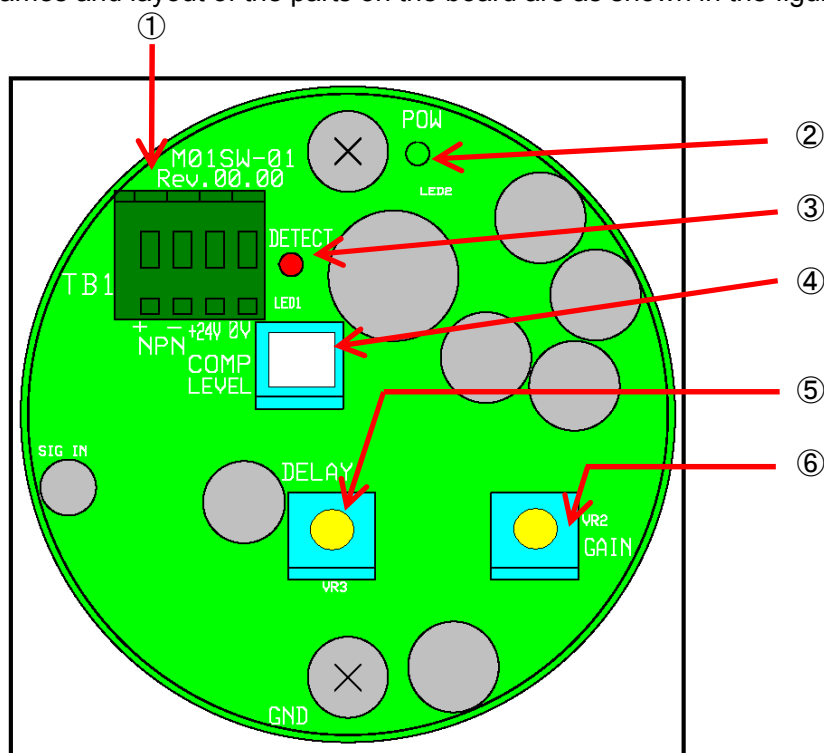 ames and layout of the parts on the board are as shown in the figu
①
POW
②
M01SW-01
Rev.00.00
LED2
③
DETECT
④
TB1
LED1
+ - +24V 0V
NPN
COMP
LEVEL
⑤
SIG IN
⑥
DELAY
VR2
GAIN
VR3
GND